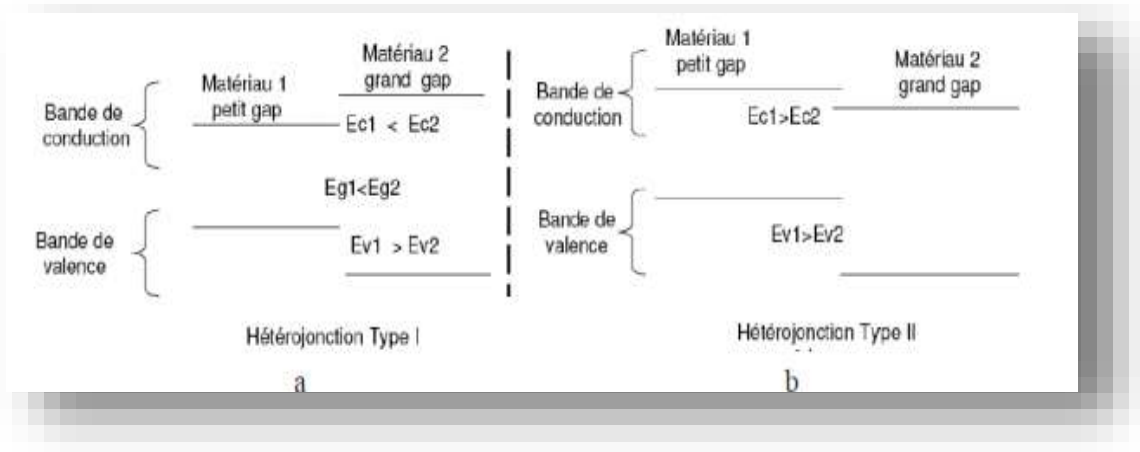 Matériau 1
petit gap
Matériau 2
grand gap
Bande de
conduction
Ec1 < Ec2
Eg1<Eg2
Bande de
valence
Ev1 > Ev2
Hétérojonction Type I
a
Matériau 1
petit gap
Matériau 2
grand gap
Bande de
conduction
Ec1>Ec2
Bande de
valence
Ev1>Ev2
Hétérojonction Type II
b